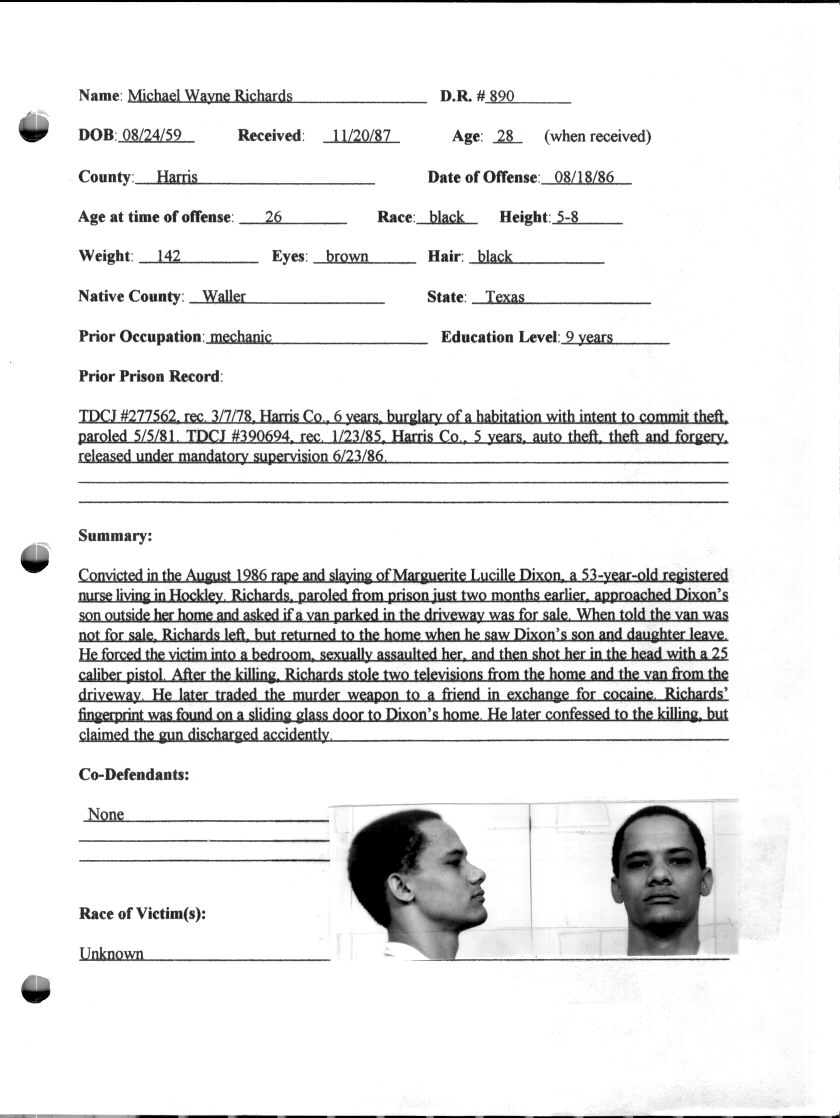 Name: Michael Wayne Richards D.R. # 890
DOB: 08/24/59 Received: 11/20/87 Age: 28 (when received)
County: Harris Date of Offense: 08/18/86
Age at time of offense: 26 Race: black Height: 5-8
Weight: 142 Eyes: brown Hair: black
Native County: Waller State: Texas
Prior Occupation: mechanic Education Level: 9 years
Prior Prison Record:
TDCJ #277562, rec. 3/7/78, Harris Co., 6 years, burglary of a habitation with intent to commit theft,
paroled 5/5/81. TDCJ #390694, rec. 1/23/85, Harris Co., 5 years, auto theft, theft and forgery,
released under mandatory supervision 6/23/86.
Summary:
Convicted in the August 1986 rape and slaying of Marguerite Lucille Dixon, a 53-year-old registered
nurse living in Hockley. Richards, paroled from prison just two months earlier, approached Dixon's
son outside her home and asked if a van parked in the driveway was for sale. When told the van was
not for sale, Richards left, but returned to the home when he saw Dixon's son and daughter leave.
He forced the victim into a bedroom, sexually assaulted her, and then shot her in the head with a 25
caliber pistol. After the killing, Richards stole two televisions from the home and the van from the
driveway. He later traded the murder weapon to a friend in exchange for cocaine. Richards'
fingerprint was found on a sliding glass door to Dixon's home. He later confessed to the killing, but
claimed the gun discharged accidently.
Co-Defendants:
None
Race of Victim(s):
Unknown